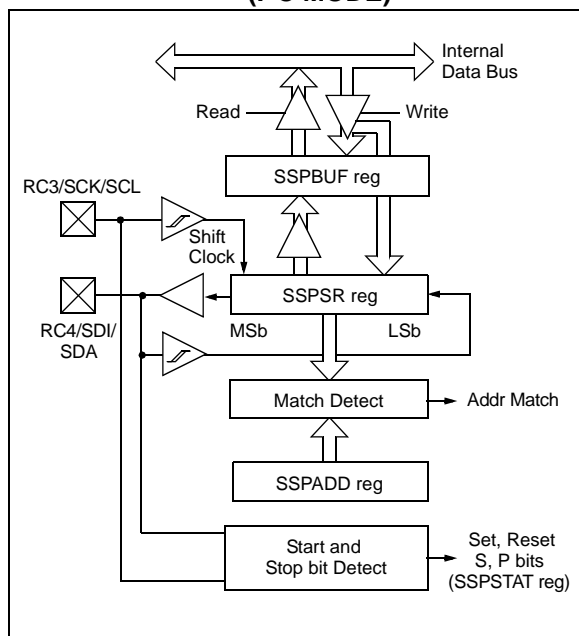 (I²C MODE)
Internal
Data Bus
Read
Write
SSPBUF reg
RC3/SCK/SCL
Shift
Clock
SSPSR reg
MSb
LSb
RC4/SDI/
SDA
Match Detect
Addr Match
SSPADD reg
Start and
Stop bit Detect
Set, Reset
S, P bits
(SSPSTAT reg)